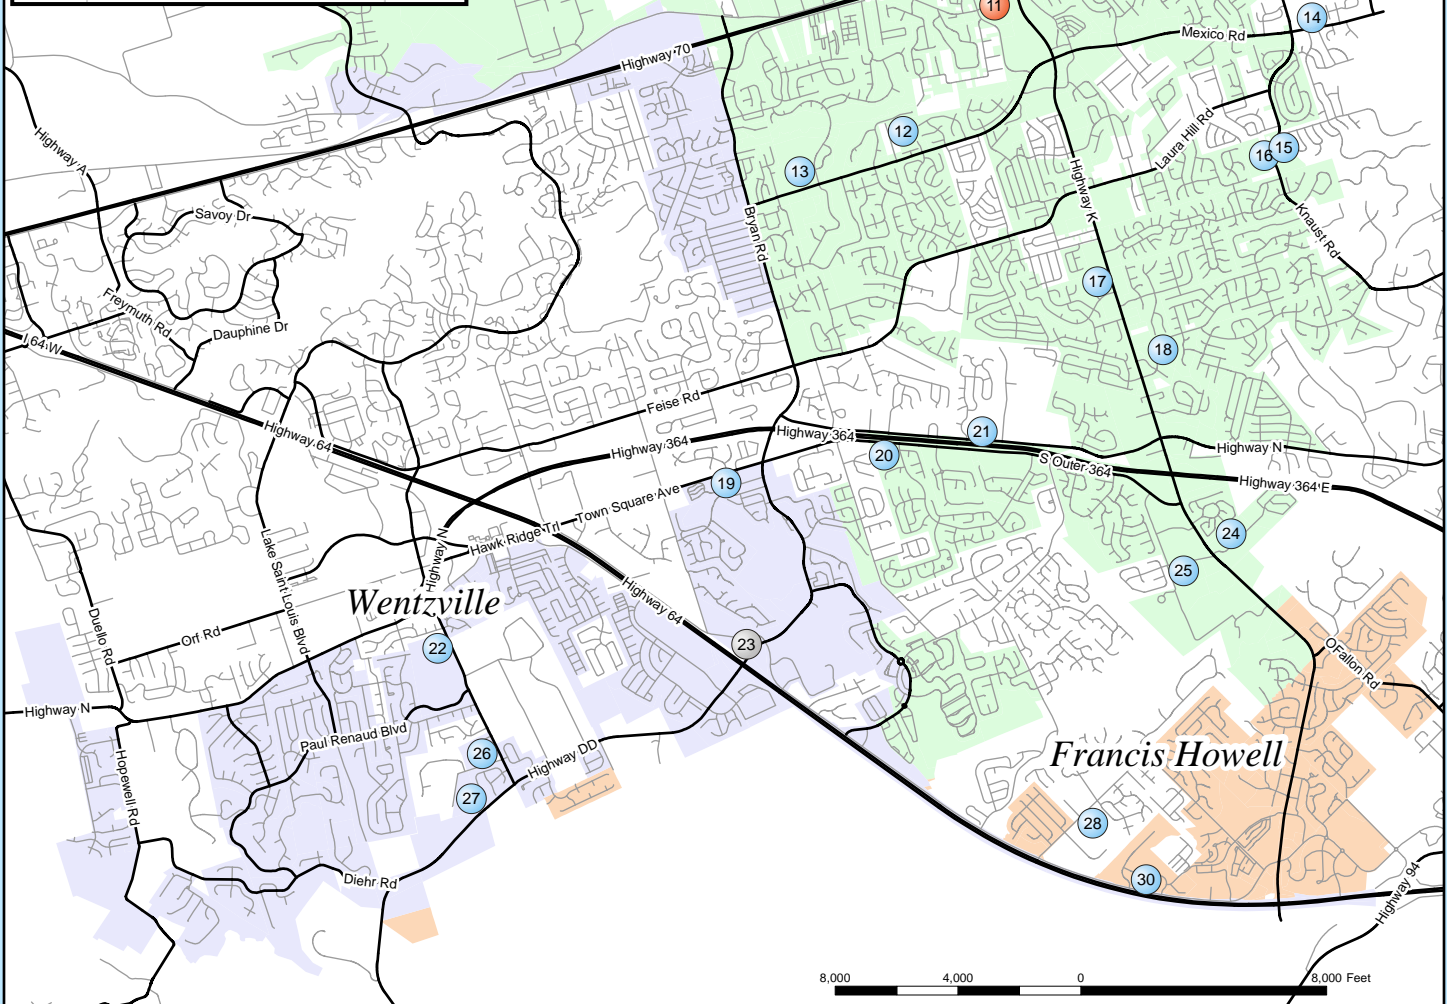 11
14
Mexico Rd
Highway 70
12
Highway A
Laura Hill Rd
16
15
13
Highway K
Savoy Dr
Bryan Rd
Knaust Rd
17
Freymuth Rd
Dauphine Dr
I 64 W
18
Feise Rd
Highway 64
Highway 364
Highway 364
21
20
Highway N
S Outer 364
Highway 364 E
19
Town Square Ave
Hawk Ridge Trl
24
Highway N
Lake Saint Louis Blvd
25
Wentzville
Highway 64
Duello Rd
Orf Rd
22
23
OFallon Rd
Highway N
Paul Renaud Blvd
26
Highway DD
Francis Howell
Hopewell Rd
27
28
Diehr Rd
30
Highway 94
8,000 4,000 0 8,000 Feet